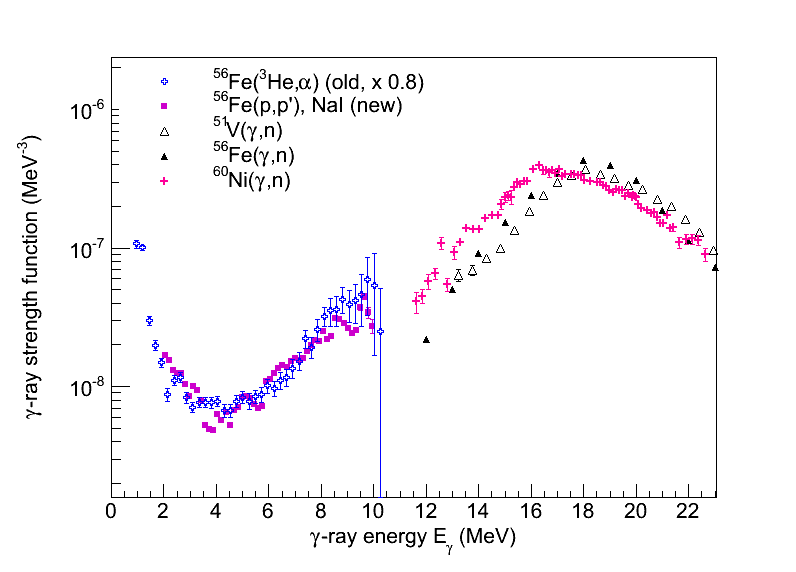 ⁵⁶Fe(³He,α) (old, x 0.8)
⁵⁶Fe(p,p'), NaI (new)
⁵¹V(γ,n)
⁵⁶Fe(γ,n)
⁶⁰Ni(γ,n)
γ-ray strength function (MeV⁻³)
10⁻⁶
10⁻⁷
10⁻⁸
0 2 4 6 8 10 12 14 16 18 20 22
γ-ray energy E_γ (MeV)